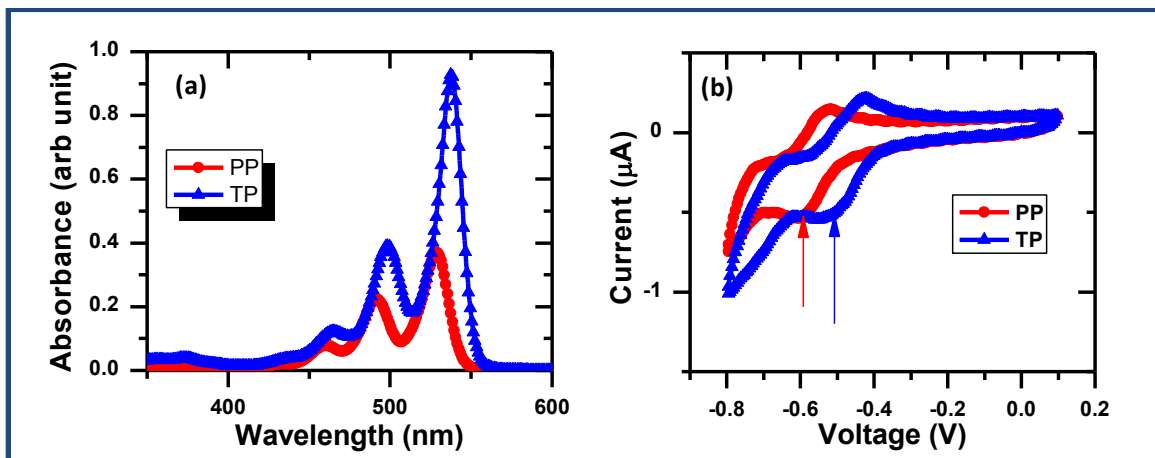 (a)
PP
TP
Absorbance (arb unit)
1.0
0.8
0.6
0.4
0.2
0.0
400
500
600
Wavelength (nm)
(b)
PP
TP
Current (μA)
0
-1
-0.8
-0.6
-0.4
-0.2
0.0
0.2
Voltage (V)